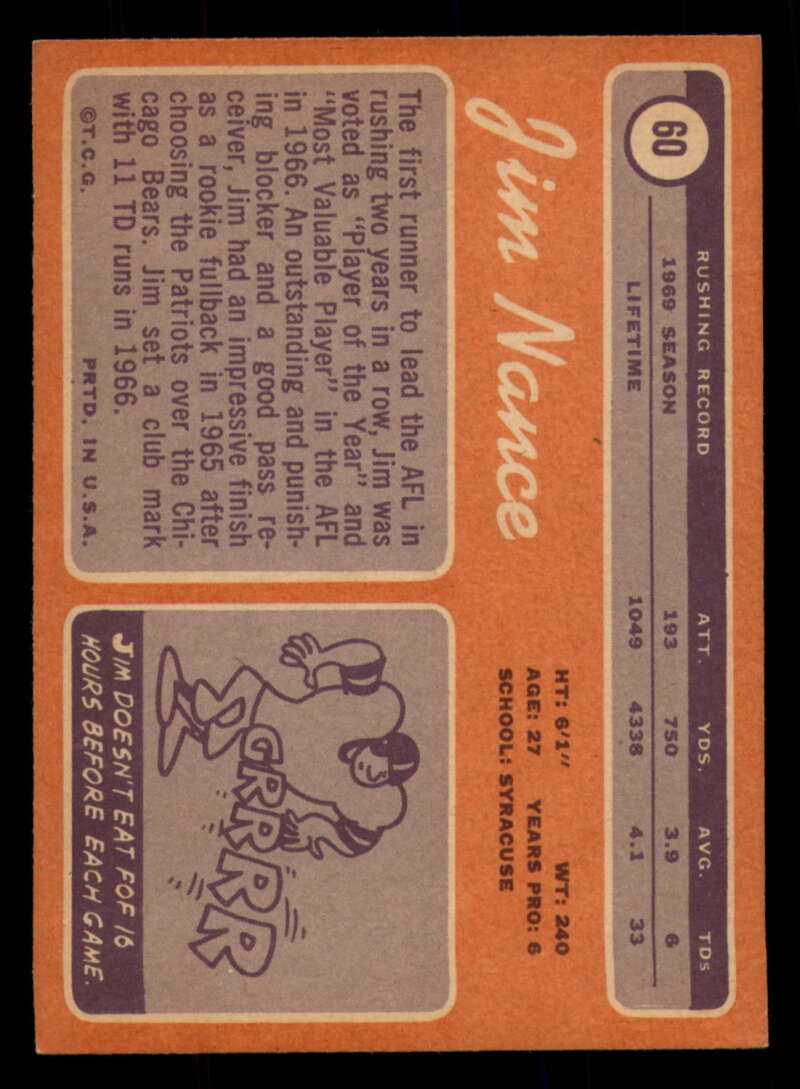 60
RUSHING RECORD ATT. YDS. AVG. TDs
1969 SEASON 193 750 3.9 6
LIFETIME 1049 4338 4.1 33
Jim Nance
HT: 6'1" WT: 240
AGE: 27 YEARS PRO: 6
SCHOOL: SYRACUSE
The first runner to lead the AFL in
rushing two years in a row, Jim was
voted as "Player of the Year" and
"Most Valuable Player" in the AFL
in 1966. An outstanding and punish-
ing blocker and a good pass re-
ceiver, Jim had an impressive finish
as a rookie fullback in 1965 after
choosing the Patriots over the Chi-
cago Bears. Jim set a club mark
with 11 TD runs in 1966.
©T.C.G. PRTD. IN U.S.A.
GRRRRR
JIM DOESN'T EAT FOF 16
HOURS BEFORE EACH GAME.